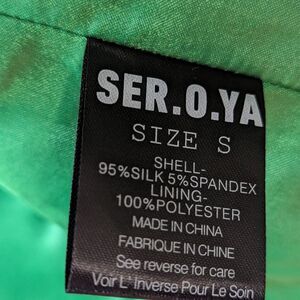 SER.O.YA
SIZE S
SHELL-
95%SILK 5%SPANDEX
LINING-
100%POLYESTER
MADE IN CHINA
FABRIQUE IN CHINE
See reverse for care
Voir L' Inverse Pour Le Soin